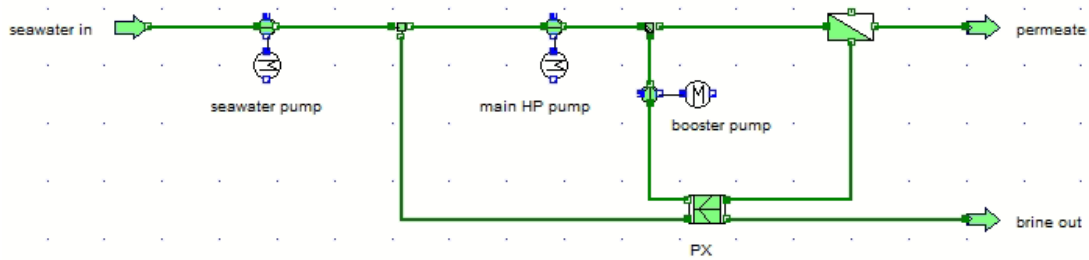 seawater in
permeate
seawater pump
main HP pump
M
booster pump
brine out
PX